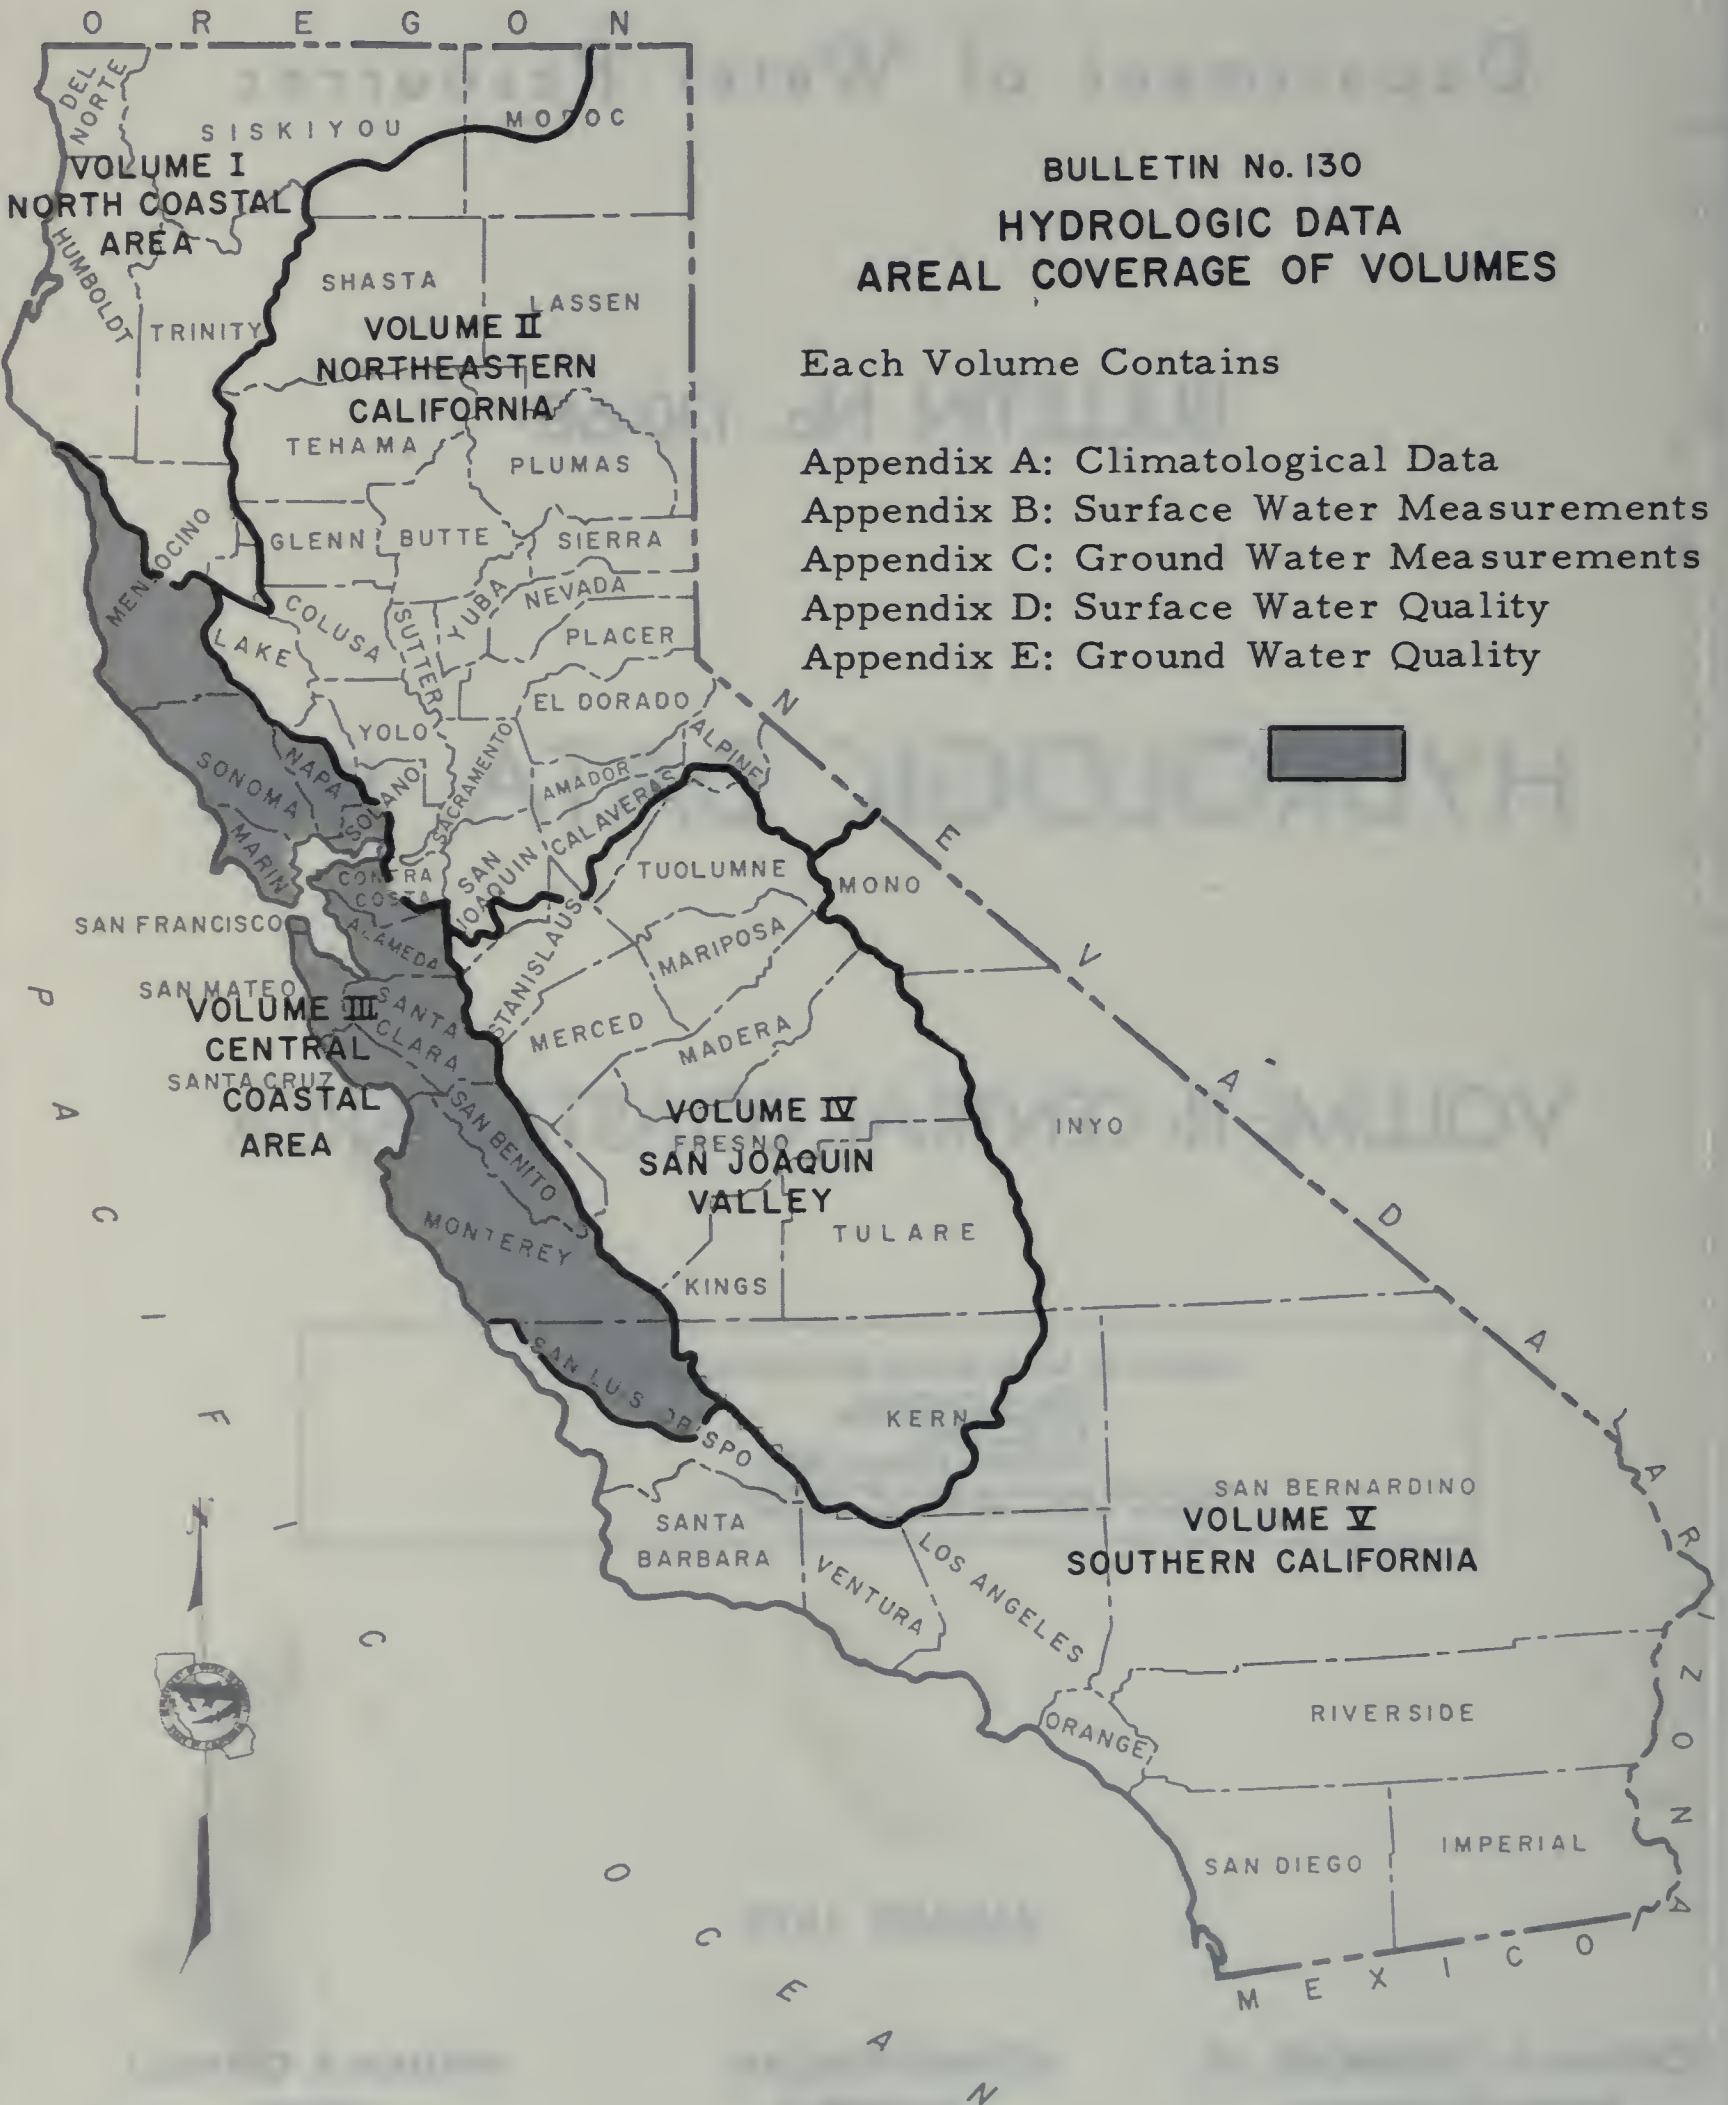 O R E G O N
DEL NORTE
SISKIYOU
MODOC
VOLUME I
NORTH COASTAL
AREA
HUMBOLDT
TRINITY
SHASTA
LASSEN
VOLUME II
NORTHEASTERN
CALIFORNIA
TEHAMA
PLUMAS
BULLETIN No. 130
HYDROLOGIC DATA
AREAL COVERAGE OF VOLUMES
Each Volume Contains
Appendix A: Climatological Data
Appendix B: Surface Water Measurements
Appendix C: Ground Water Measurements
Appendix D: Surface Water Quality
Appendix E: Ground Water Quality
MENDOCINO
GLENN
BUTTE
SIERRA
COLUSA
SUTTER
YUBA
NEVADA
PLACER
LAKE
EL DORADO
YOLO
NAPA
SONOMA
SOLANO
SACRAMENTO
AMADOR
ALPINE
CALAVERAS
MARIN
CONTRA
COSTA
SAN
JOAQUIN
TUOLUMNE
MONO
SAN FRANCISCO
ALAMEDA
STANISLAUS
MARIPOSA
SAN MATEO
VOLUME III
CENTRAL
SANTA CRUZ
COASTAL
AREA
SANTA
CLARA
MERCED
MADERA
SAN BENITO
VOLUME IV
FRESNO
SAN JOAQUIN
VALLEY
INYO
MONTEREY
TULARE
KINGS
SAN LUIS OBISPO
KERN
SAN BERNARDINO
VOLUME V
SOUTHERN CALIFORNIA
SANTA
BARBARA
VENTURA
LOS ANGELES
ORANGE
RIVERSIDE
SAN DIEGO
IMPERIAL
N E V A D A
A R I Z O N A
M E X I C O
P A C I F I C
O C E A N